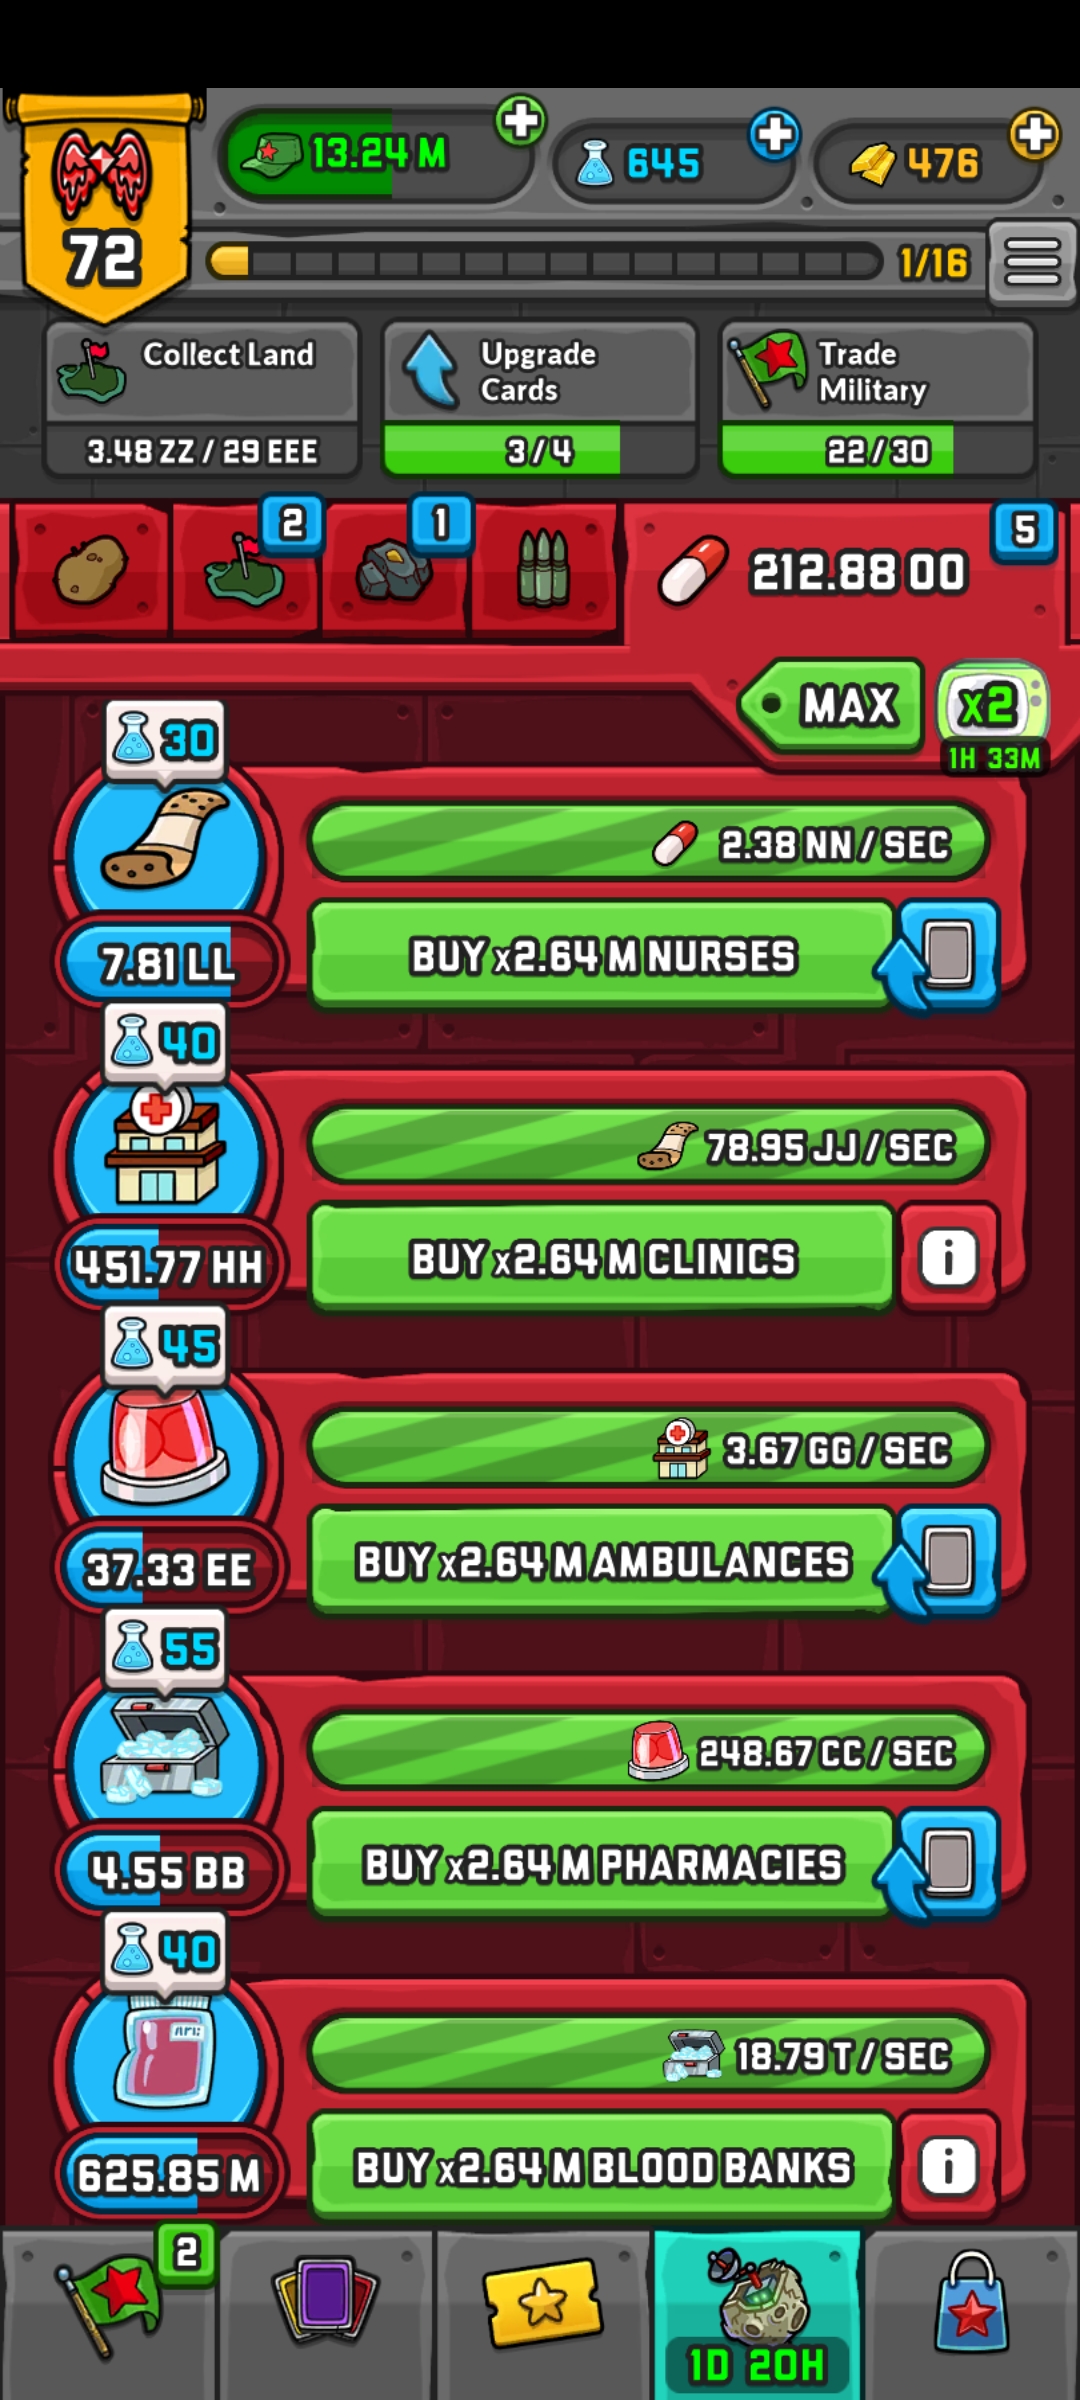 13.24 M
645
476
72
1/16
Collect Land
3.48 ZZ / 29 EEE
Upgrade
Cards
3/4
Trade
Military
22/30
2
1
212.88 OO
5
MAX
x2
1H 33M
30
2.38 NN / SEC
7.81 LL
BUY x2.64 M NURSES
40
78.95 JJ / SEC
451.77 HH
BUY x2.64 M CLINICS
i
45
3.67 GG / SEC
37.33 EE
BUY x2.64 M AMBULANCES
55
248.67 CC / SEC
4.55 BB
BUY x2.64 M PHARMACIES
40
18.79 T / SEC
625.85 M
BUY x2.64 M BLOOD BANKS
i
2
1D 20H